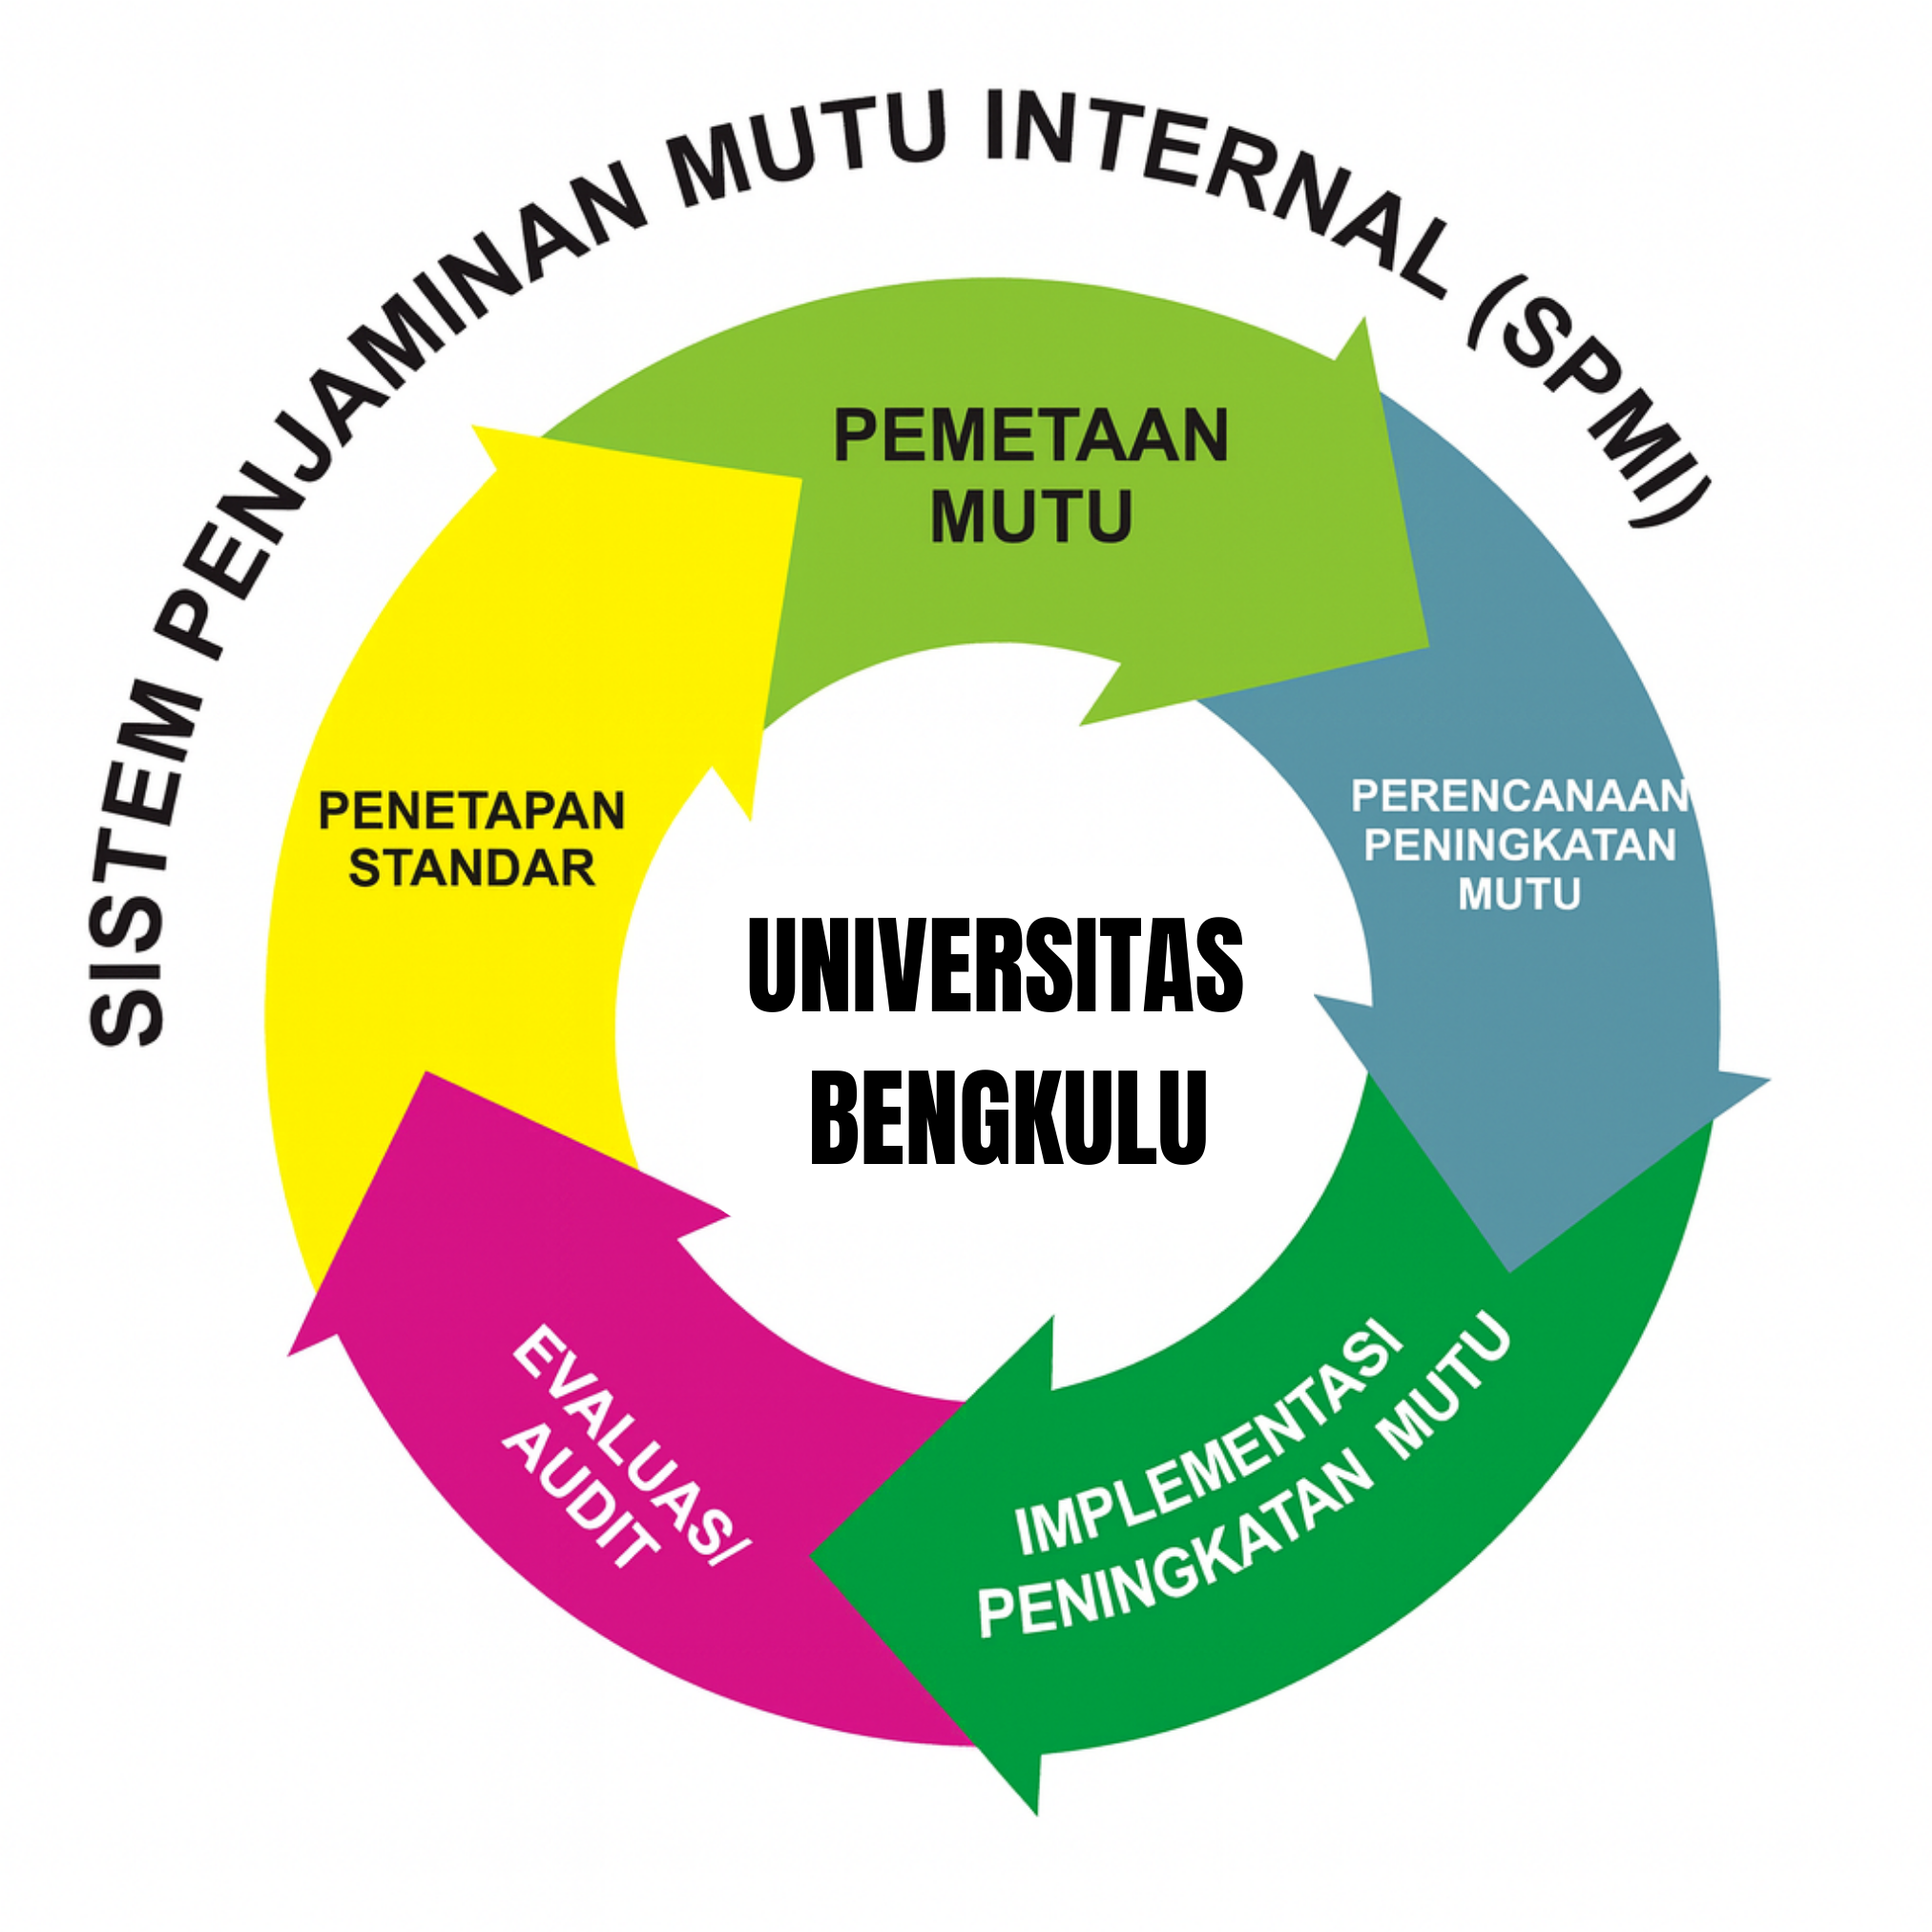 SISTEM PENJAMINAN MUTU INTERNAL (SPMI)
PEMETAAN
MUTU
PERENCANAAN
PENINGKATAN
MUTU
IMPLEMENTASI
PENINGKATAN MUTU
EVALUASI/
AUDIT
PENETAPAN
STANDAR
UNIVERSITAS
BENGKULU